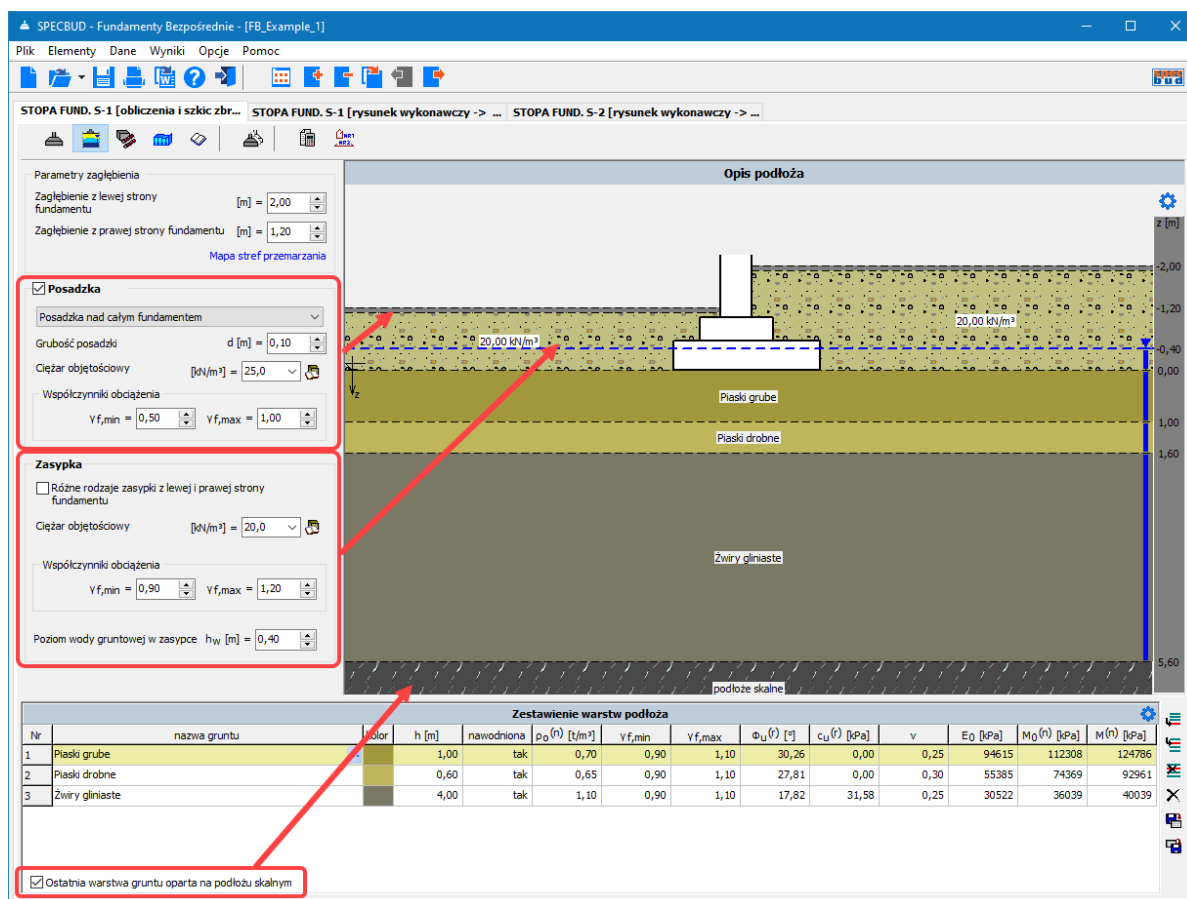 SPECBUD - Fundamenty Bezpośrednie - [FB_Example_1]
Plik Elementy Dane Wyniki Opcje Pomoc
spec
bud
STOPA FUND. S-1 [obliczenia i szkic zbr... STOPA FUND. S-1 [rysunek wykonawczy -> ... STOPA FUND. S-2 [rysunek wykonawczy -> ...
Parametry zagłębienia
Zagłębienie z lewej strony
fundamentu [m] = 2,00
Zagłębienie z prawej strony fundamentu [m] = 1,20
Mapa stref przemarzania
Posadzka
Posadzka nad całym fundamentem
Grubość posadzki d [m] = 0,10
Ciężar objętościowy [kN/m³] = 25,0
Współczynniki obciążenia
γf,min = 0,50 γf,max = 1,00
Zasypka
Różne rodzaje zasypki z lewej i prawej strony
fundamentu
Ciężar objętościowy [kN/m³] = 20,0
Współczynniki obciążenia
γf,min = 0,90 γf,max = 1,20
Poziom wody gruntowej w zasypce hW [m] = 0,40
Opis podłoża
z [m]
-2,00
-1,20
20,00 kN/m³
20,00 kN/m³
-0,40
0,00
z
Piaski grube
1,00
Piaski drobne
1,60
Żwiry gliniaste
5,60
podłoże skalne
Zestawienie warstw podłoża
Nr nazwa gruntu kolor h [m] nawodniona ρo(n) [t/m³] γf,min γf,max Φu(r) [°] cu(r) [kPa] ν E0 [kPa] M0(n) [kPa] M(n) [kPa]
1 Piaski grube 1,00 tak 0,70 0,90 1,10 30,26 0,00 0,25 94615 112308 124786
2 Piaski drobne 0,60 tak 0,65 0,90 1,10 27,81 0,00 0,30 55385 74369 92961
3 Żwiry gliniaste 4,00 tak 1,10 0,90 1,10 17,82 31,58 0,25 30522 36039 40039
Ostatnia warstwa gruntu oparta na podłożu skalnym